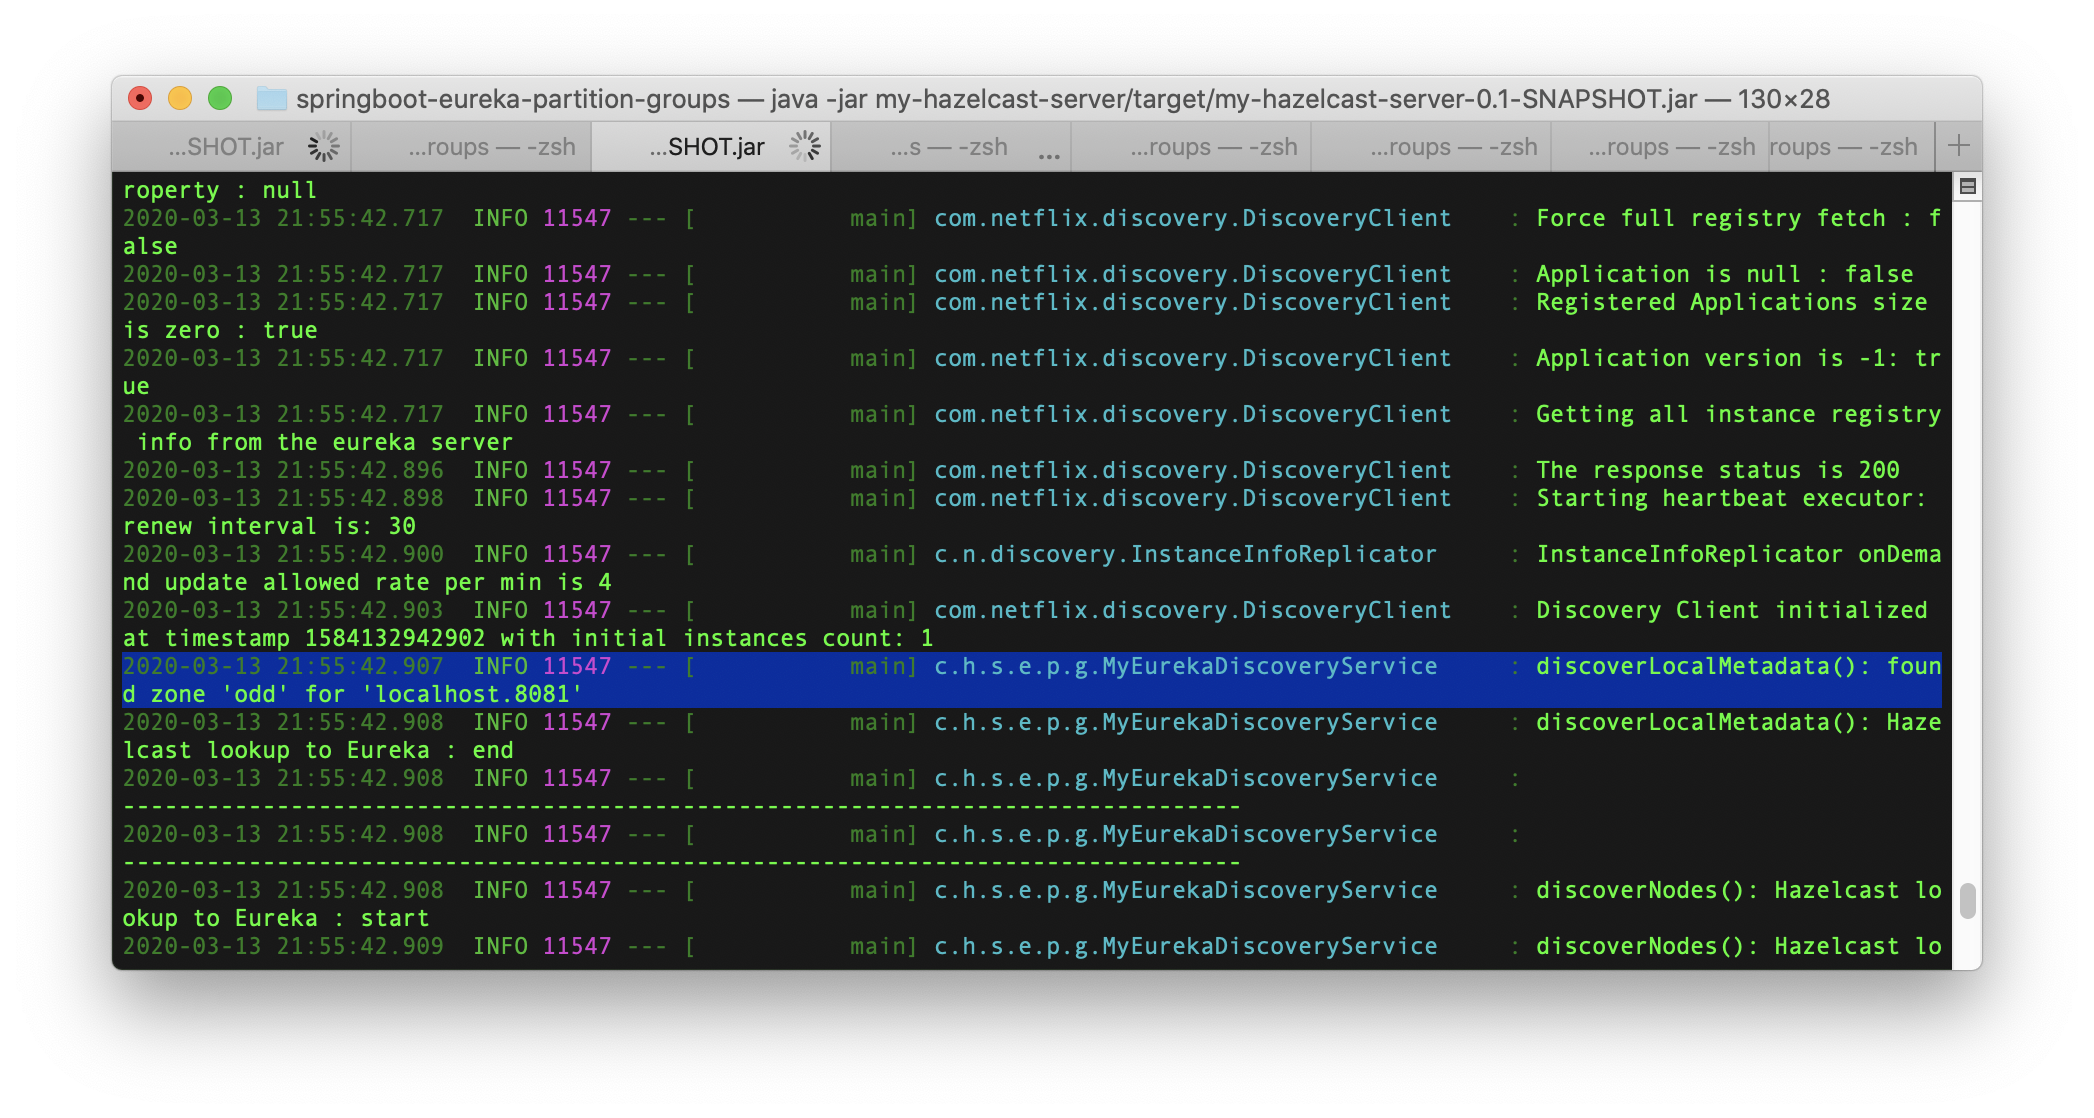 springboot-eureka-partition-groups — java -jar my-hazelcast-server/target/my-hazelcast-server-0.1-SNAPSHOT.jar — 130×28
...SHOT.jar ...roups — -zsh ...SHOT.jar ...s — -zsh ... ...roups — -zsh ...roups — -zsh ...roups — -zsh roups — -zsh +
roperty : null
2020-03-13 21:55:42.717  INFO 11547 --- [           main] com.netflix.discovery.DiscoveryClient    : Force full registry fetch : f
alse
2020-03-13 21:55:42.717  INFO 11547 --- [           main] com.netflix.discovery.DiscoveryClient    : Application is null : false
2020-03-13 21:55:42.717  INFO 11547 --- [           main] com.netflix.discovery.DiscoveryClient    : Registered Applications size
is zero : true
2020-03-13 21:55:42.717  INFO 11547 --- [           main] com.netflix.discovery.DiscoveryClient    : Application version is -1: tr
ue
2020-03-13 21:55:42.717  INFO 11547 --- [           main] com.netflix.discovery.DiscoveryClient    : Getting all instance registry
 info from the eureka server
2020-03-13 21:55:42.896  INFO 11547 --- [           main] com.netflix.discovery.DiscoveryClient    : The response status is 200
2020-03-13 21:55:42.898  INFO 11547 --- [           main] com.netflix.discovery.DiscoveryClient    : Starting heartbeat executor:
renew interval is: 30
2020-03-13 21:55:42.900  INFO 11547 --- [           main] c.n.discovery.InstanceInfoReplicator     : InstanceInfoReplicator onDema
nd update allowed rate per min is 4
2020-03-13 21:55:42.903  INFO 11547 --- [           main] com.netflix.discovery.DiscoveryClient    : Discovery Client initialized
at timestamp 1584132942902 with initial instances count: 1
2020-03-13 21:55:42.907  INFO 11547 --- [           main] c.h.s.e.p.g.MyEurekaDiscoveryService     : discoverLocalMetadata(): foun
d zone 'odd' for 'localhost.8081'
2020-03-13 21:55:42.908  INFO 11547 --- [           main] c.h.s.e.p.g.MyEurekaDiscoveryService     : discoverLocalMetadata(): Haze
lcast lookup to Eureka : end
2020-03-13 21:55:42.908  INFO 11547 --- [           main] c.h.s.e.p.g.MyEurekaDiscoveryService     :
--------------------------------------------------------------------------------
2020-03-13 21:55:42.908  INFO 11547 --- [           main] c.h.s.e.p.g.MyEurekaDiscoveryService     :
--------------------------------------------------------------------------------
2020-03-13 21:55:42.908  INFO 11547 --- [           main] c.h.s.e.p.g.MyEurekaDiscoveryService     : discoverNodes(): Hazelcast lo
okup to Eureka : start
2020-03-13 21:55:42.909  INFO 11547 --- [           main] c.h.s.e.p.g.MyEurekaDiscoveryService     : discoverNodes(): Hazelcast lo